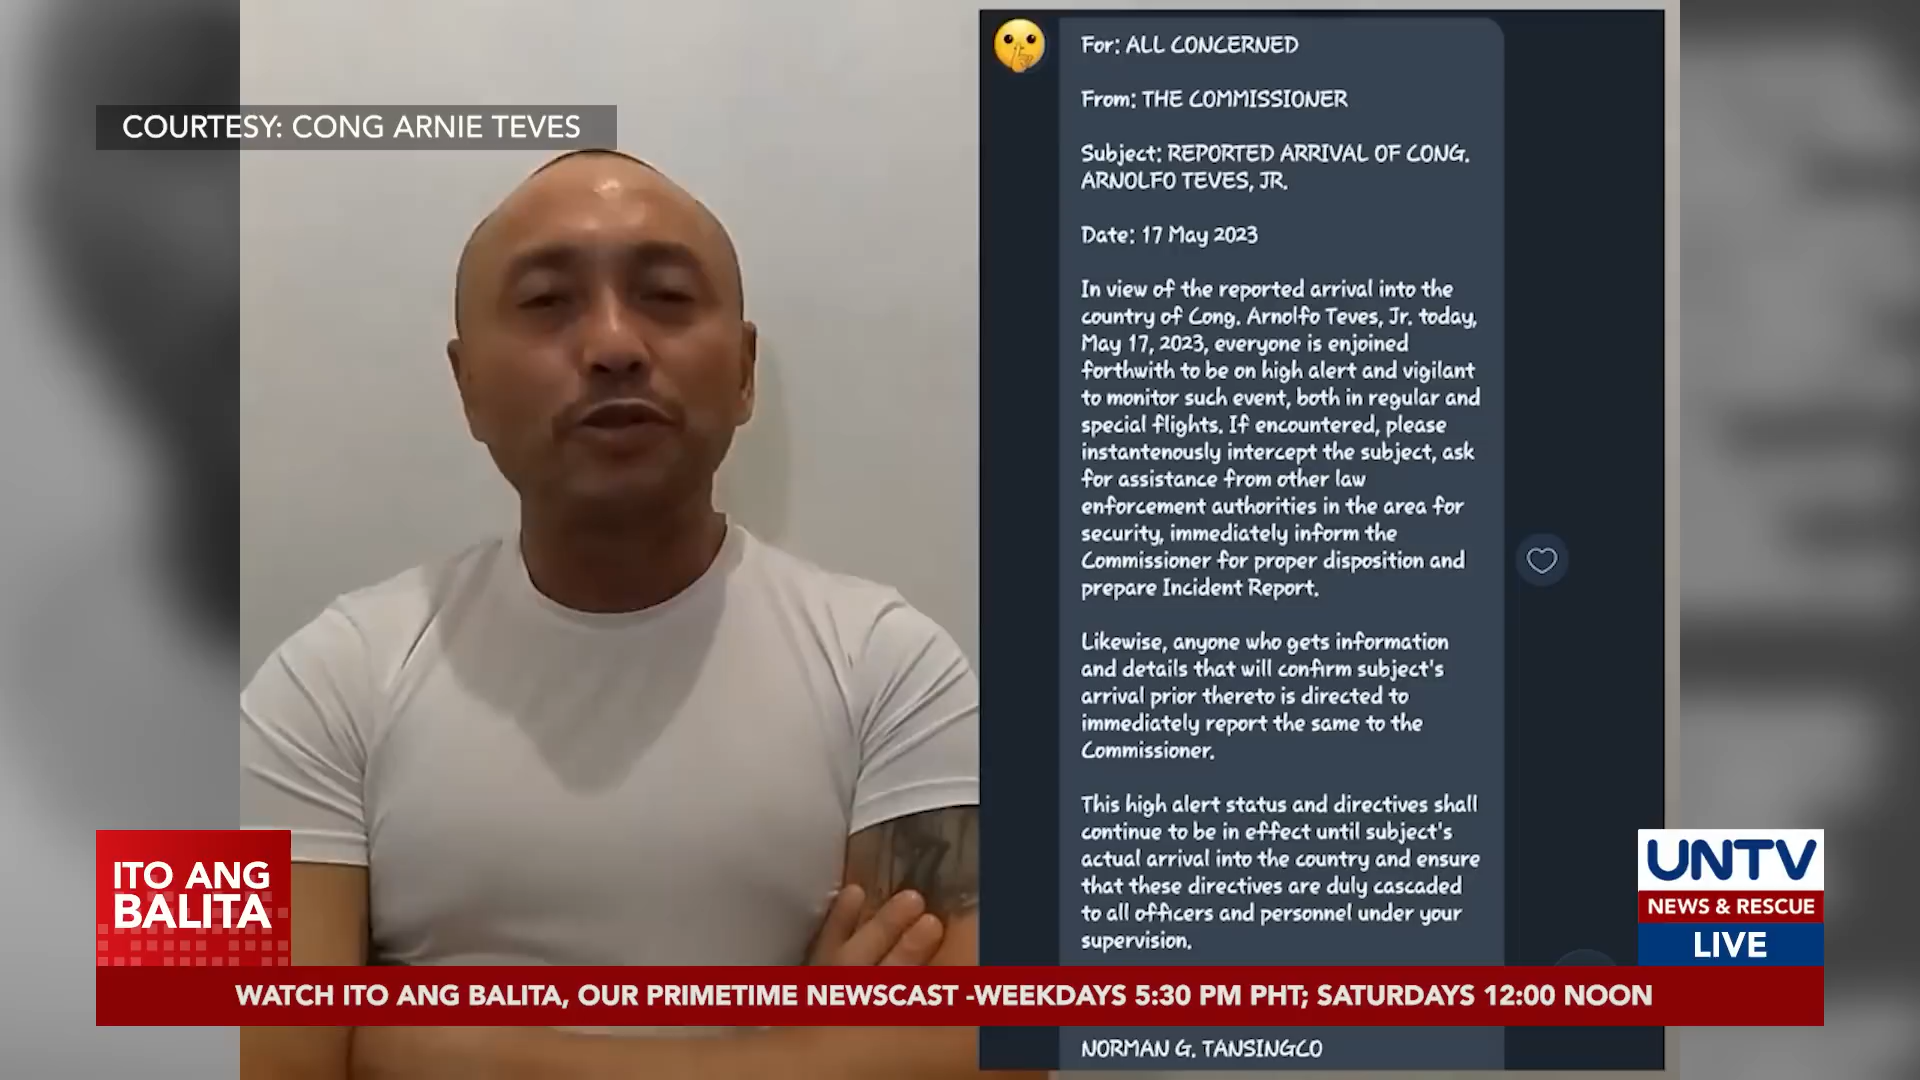 COURTESY: CONG ARNIE TEVES
For: ALL CONCERNED
From: THE COMMISSIONER
Subject: REPORTED ARRIVAL OF CONG.
ARNOLFO TEVES, JR.
Date: 17 May 2023
In view of the reported arrival into the
country of Cong. Arnolfo Teves, Jr. today,
May 17, 2023, everyone is enjoined
forthwith to be on high alert and vigilant
to monitor such event, both in regular and
special flights. If encountered, please
instantenously intercept the subject, ask
for assistance from other law
enforcement authorities in the area for
security, immediately inform the
Commissioner for proper disposition and
prepare Incident Report.
Likewise, anyone who gets information
and details that will confirm subject's
arrival prior thereto is directed to
immediately report the same to the
Commissioner.
This high alert status and directives shall
continue to be in effect until subject's
actual arrival into the country and ensure
that these directives are duly cascaded
to all officers and personnel under your
supervision.
NORMAN G. TANSINGCO
ITO ANG
BALITA
UNTV
NEWS & RESCUE
LIVE
WATCH ITO ANG BALITA, OUR PRIMETIME NEWSCAST -WEEKDAYS 5:30 PM PHT; SATURDAYS 12:00 NOON